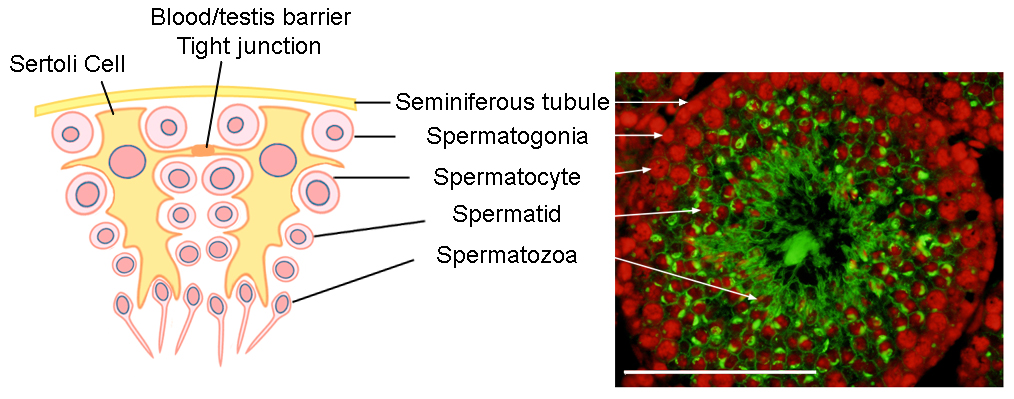 Blood/testis barrier
Tight junction
Sertoli Cell
Seminiferous tubule
Spermatogonia
Spermatocyte
Spermatid
Spermatozoa